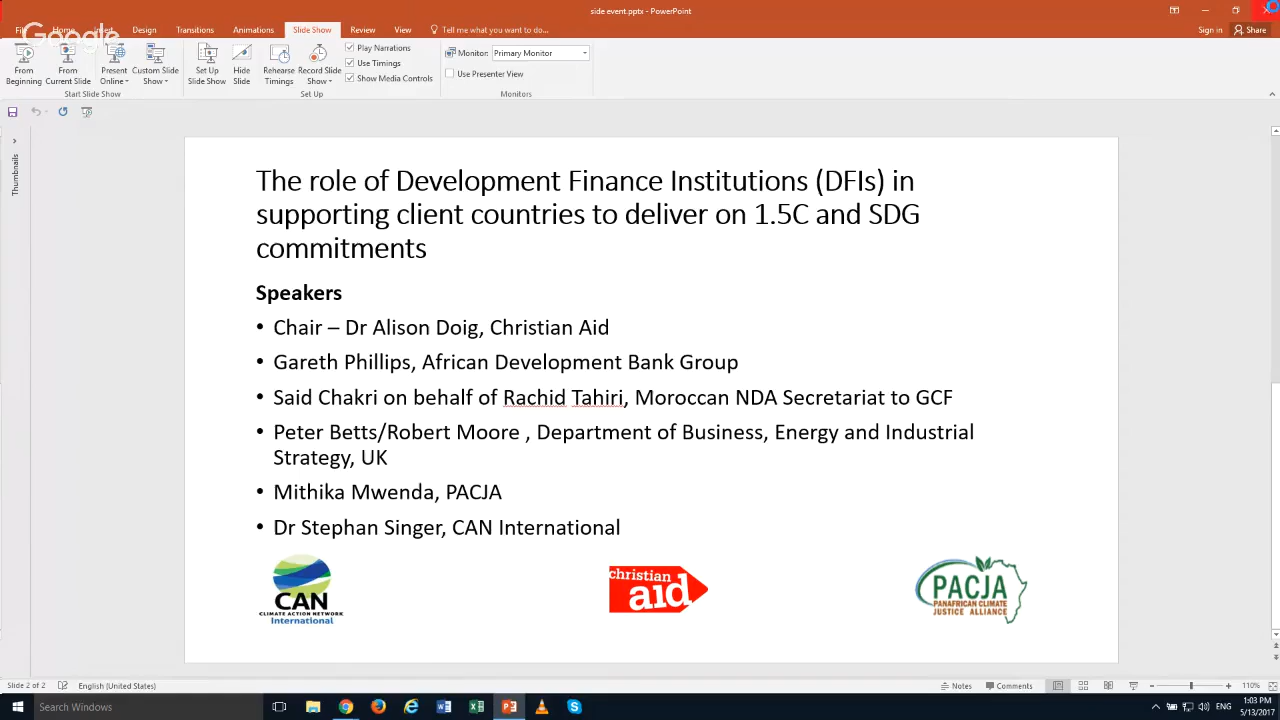 side event.pptx - PowerPoint
File Home Insert Design Transitions Animations Slide Show Review View Tell me what you want to do... Sign in Share
Google
From Beginning From Current Slide Present Online Custom Slide Show Set Up Slide Show Hide Slide Rehearse Timings Record Slide Show Play Narrations Use Timings Show Media Controls Monitor: Primary Monitor Use Presenter View
Start Slide Show Set Up Monitors
Thumbnails
The role of Development Finance Institutions (DFIs) in
supporting client countries to deliver on 1.5C and SDG
commitments
Speakers
• Chair – Dr Alison Doig, Christian Aid
• Gareth Phillips, African Development Bank Group
• Said Chakri on behalf of Rachid Tahiri, Moroccan NDA Secretariat to GCF
• Peter Betts/Robert Moore , Department of Business, Energy and Industrial
Strategy, UK
• Mithika Mwenda, PACJA
• Dr Stephan Singer, CAN International
CAN
CLIMATE ACTION NETWORK
International
christian
aid
PACJA
PANAFRICAN CLIMATE
JUSTICE ALLIANCE
Slide 2 of 2 English (United States) Notes Comments 110%
Search Windows ENG 1:03 PM
5/13/2017